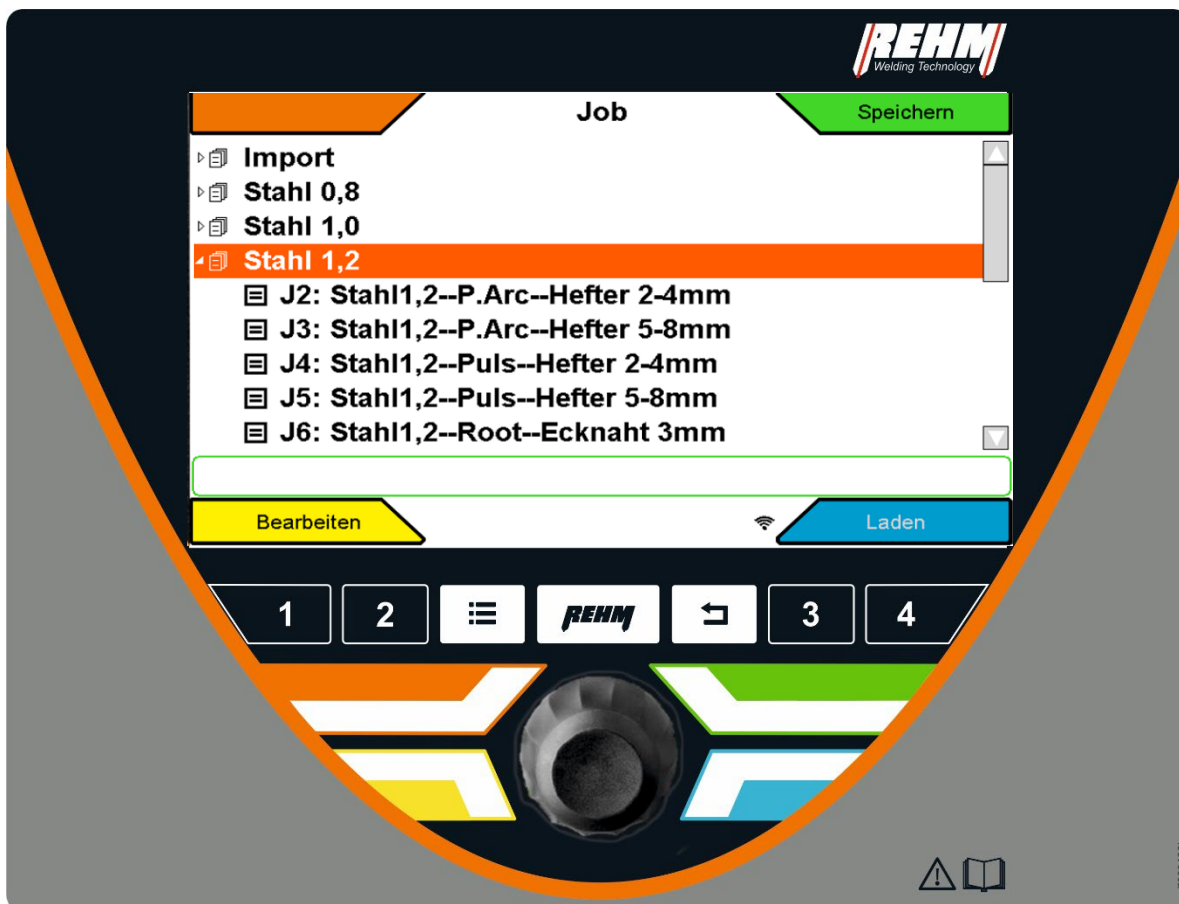 REHM
Welding Technology
Job
Speichern
Import
Stahl 0,8
Stahl 1,0
Stahl 1,2
J2: Stahl1,2--P.Arc--Hefter 2-4mm
J3: Stahl1,2--P.Arc--Hefter 5-8mm
J4: Stahl1,2--Puls--Hefter 2-4mm
J5: Stahl1,2--Puls--Hefter 5-8mm
J6: Stahl1,2--Root--Ecknaht 3mm
Bearbeiten
Laden
1 2 REHM 3 4